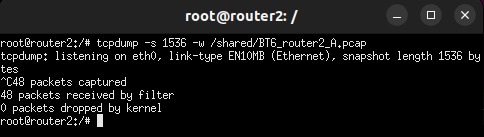 root@router2: /
root@router2:/# tcpdump -s 1536 -w /shared/BT6_router2_A.pcap
tcpdump: listening on eth0, link-type EN10MB (Ethernet), snapshot length 1536 by
tes
^C48 packets captured
48 packets received by filter
0 packets dropped by kernel
root@router2:/#